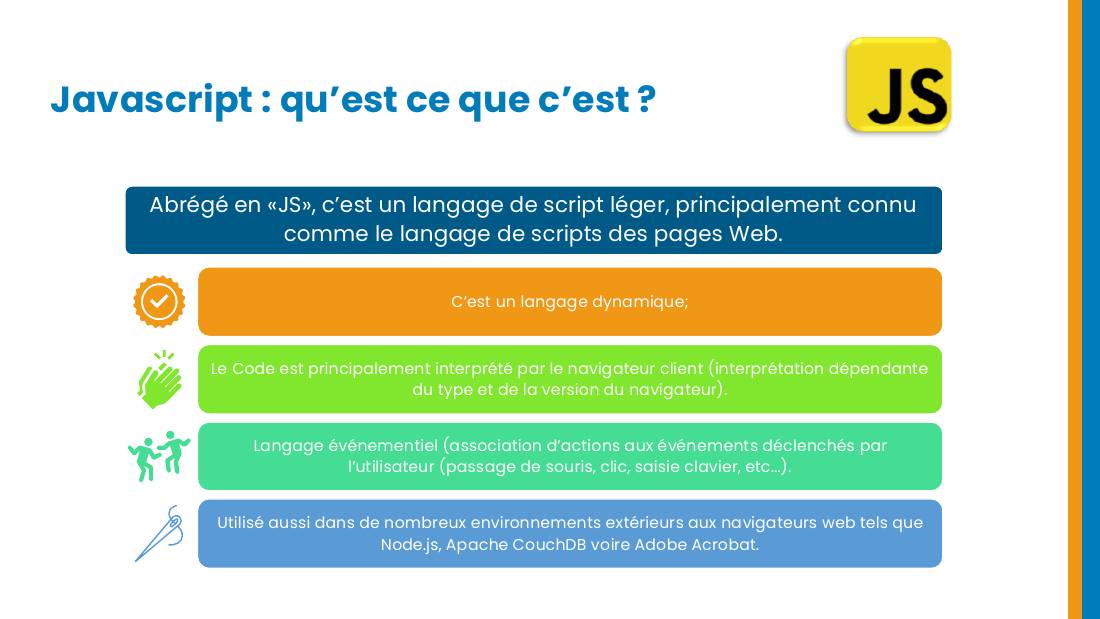 Javascript : qu’est ce que c’est ?
JS
Abrégé en «JS», c’est un langage de script léger, principalement connu
comme le langage de scripts des pages Web.
C’est un langage dynamique;
Le Code est principalement interprété par le navigateur client (interprétation dépendante
du type et de la version du navigateur).
Langage événementiel (association d’actions aux événements déclenchés par
l’utilisateur (passage de souris, clic, saisie clavier, etc…).
Utilisé aussi dans de nombreux environnements extérieurs aux navigateurs web tels que
Node.js, Apache CouchDB voire Adobe Acrobat.